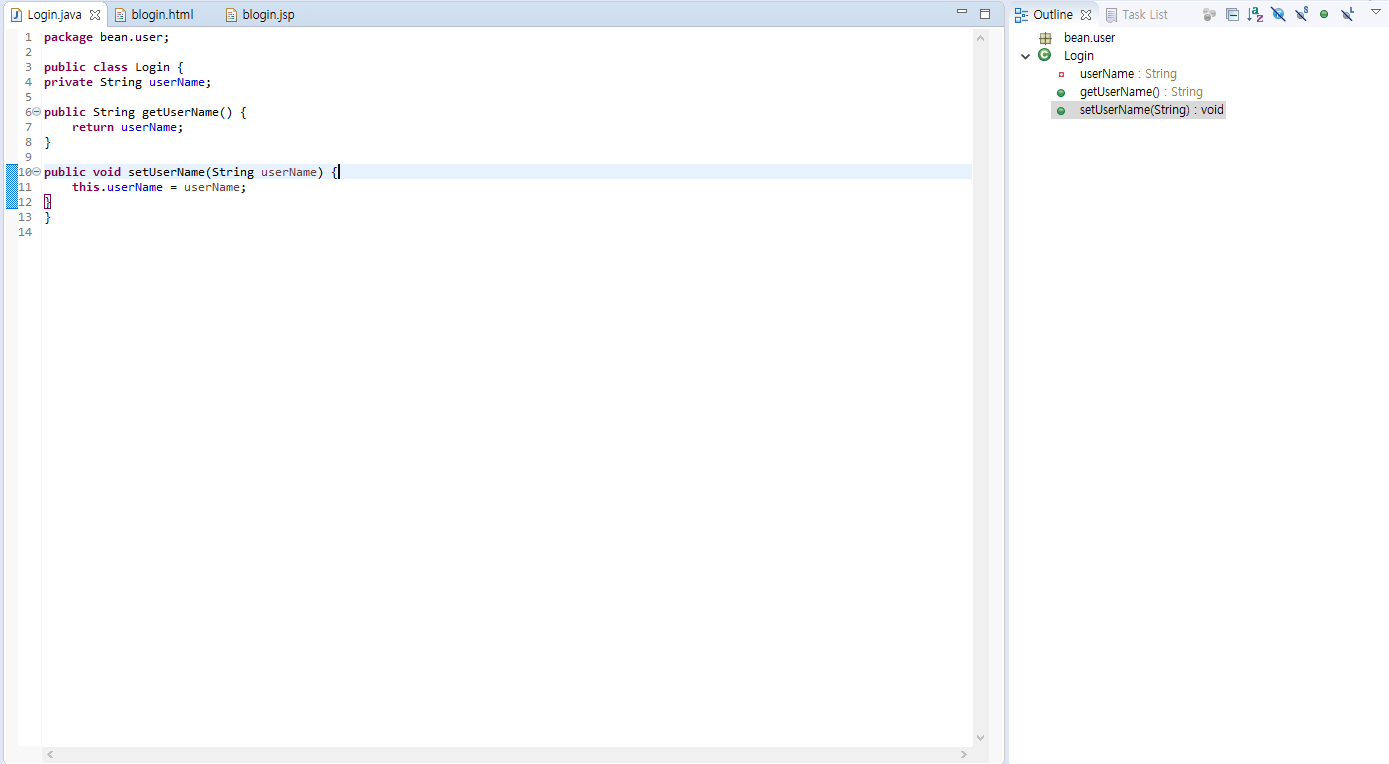 Login.java blogin.html blogin.jsp
1 package bean.user;
2
3 public class Login {
4 private String userName;
5
6 public String getUserName() {
7     return userName;
8 }
9
10 public void setUserName(String userName) {
11     this.userName = userName;
12 }
13 }
14
Outline Task List
bean.user
Login
userName : String
getUserName() : String
setUserName(String) : void